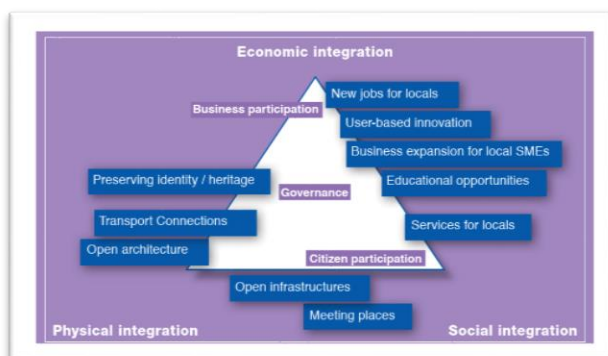 Economic integration
New jobs for locals
Business participation
User-based innovation
Business expansion for local SMEs
Preserving identity / heritage
Educational opportunities
Governance
Transport Connections
Services for locals
Open architecture
Citizen participation
Open infrastructures
Meeting places
Physical integration
Social integration